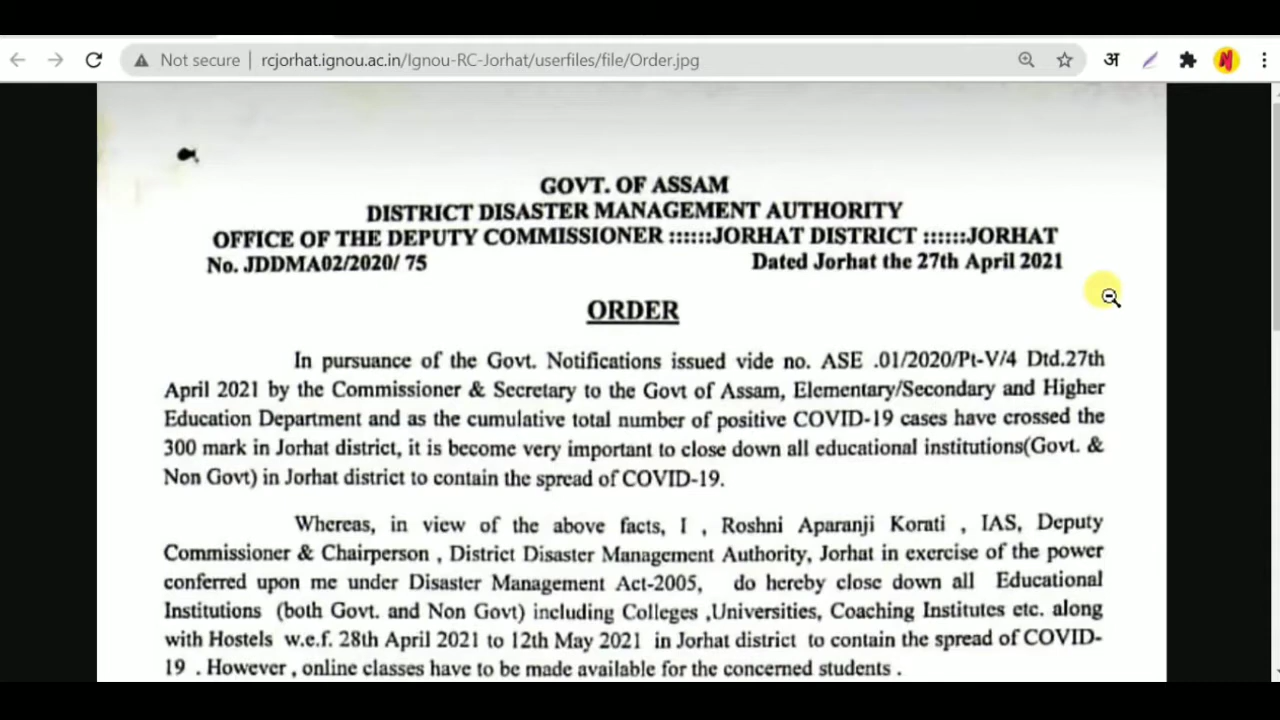 Not secure rcjorhat.ignou.ac.in/Ignou-RC-Jorhat/userfiles/file/Order.jpg अ N
GOVT. OF ASSAM
DISTRICT DISASTER MANAGEMENT AUTHORITY
OFFICE OF THE DEPUTY COMMISSIONER ::::::JORHAT DISTRICT ::::::JORHAT
No. JDDMA02/2020/ 75 Dated Jorhat the 27th April 2021
ORDER
In pursuance of the Govt. Notifications issued vide no. ASE .01/2020/Pt-V/4 Dtd.27th
April 2021 by the Commissioner & Secretary to the Govt of Assam, Elementary/Secondary and Higher
Education Department and as the cumulative total number of positive COVID-19 cases have crossed the
300 mark in Jorhat district, it is become very important to close down all educational institutions(Govt. &
Non Govt) in Jorhat district to contain the spread of COVID-19.
Whereas, in view of the above facts, I , Roshni Aparanji Korati , IAS, Deputy
Commissioner & Chairperson , District Disaster Management Authority, Jorhat in exercise of the power
conferred upon me under Disaster Management Act-2005, do hereby close down all Educational
Institutions (both Govt. and Non Govt) including Colleges ,Universities, Coaching Institutes etc. along
with Hostels w.e.f. 28th April 2021 to 12th May 2021 in Jorhat district to contain the spread of COVID-
19 . However , online classes have to be made available for the concerned students .